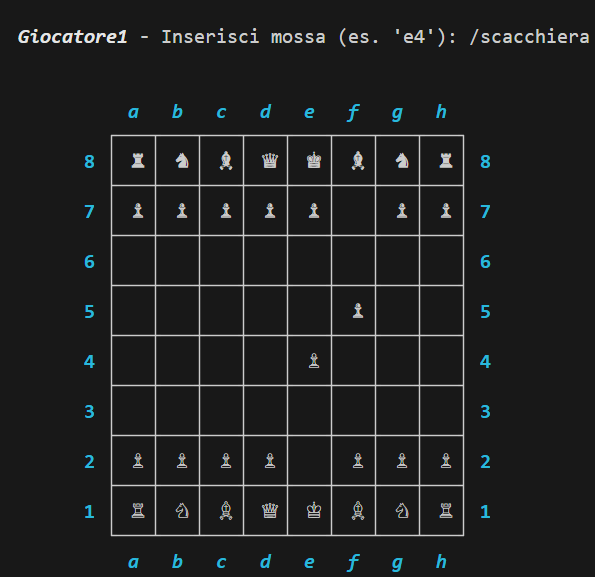 Giocatore1 - Inserisci mossa (es. 'e4'): /scacchiera
a b c d e f g h
8 ♜ ♞ ♝ ♛ ♚ ♝ ♞ ♜ 8
7 ♟ ♟ ♟ ♟ ♟ ♟ ♟ 7
6 6
5 ♟ 5
4 ♙ 4
3 3
2 ♙ ♙ ♙ ♙ ♙ ♙ ♙ 2
1 ♖ ♘ ♗ ♕ ♔ ♗ ♘ ♖ 1
a b c d e f g h